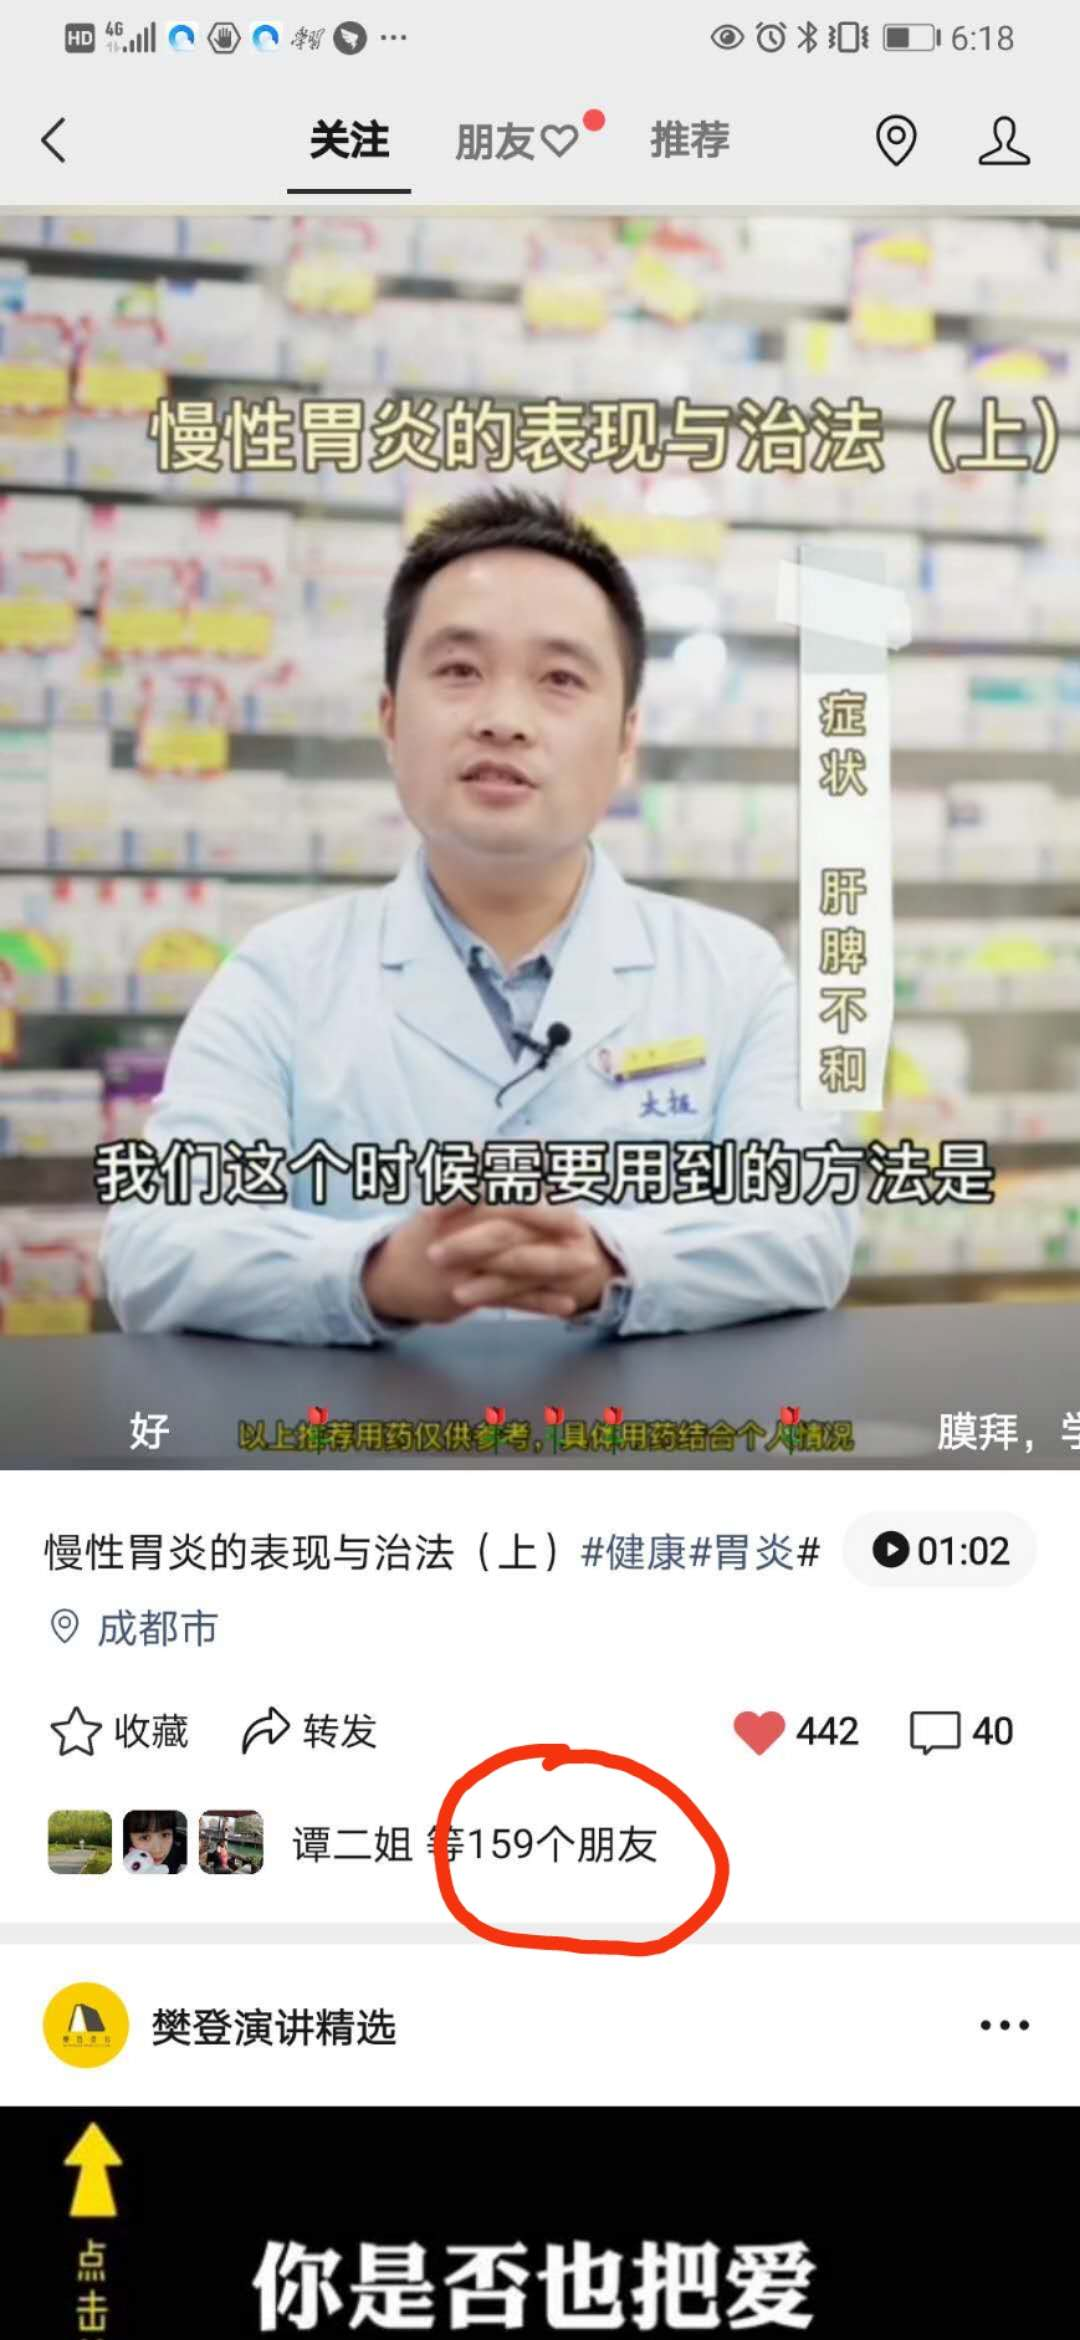 HD 4G 学习 ... 6:18
关注 朋友 推荐
慢性胃炎的表现与治法（上）
症状 肝脾不和
太极
我们这个时候需要用到的方法是
好 膜拜，学
以上推荐用药仅供参考，具体用药结合个人情况
慢性胃炎的表现与治法（上）#健康#胃炎# 01:02
成都市
收藏 转发 442 40
谭二姐 等159个朋友
樊登演讲精选
点击
你是否也把爱